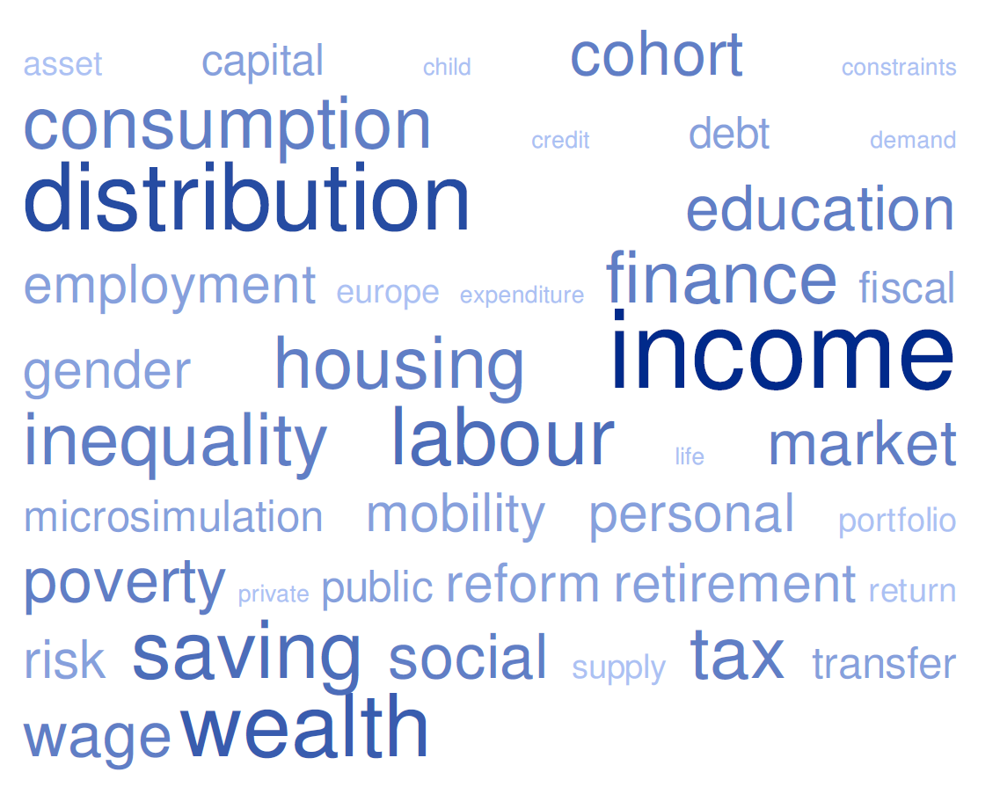 asset capital child cohort constraints
consumption credit debt demand
distribution education
employment europe expenditure finance fiscal
gender housing income
inequality labour life market
microsimulation mobility personal portfolio
poverty private public reform retirement return
risk saving social supply tax transfer
wage wealth